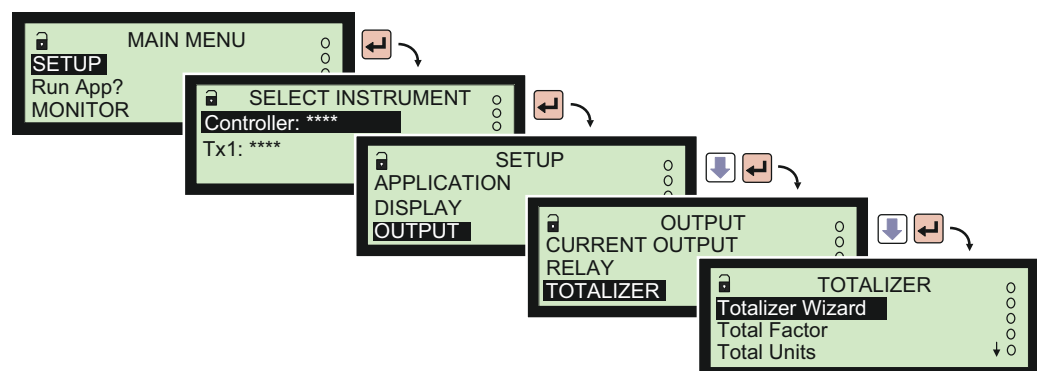 MAIN MENU
SETUP
Run App?
MONITOR
SELECT INSTRUMENT
Controller: ****
Tx1: ****
SETUP
APPLICATION
DISPLAY
OUTPUT
OUTPUT
CURRENT OUTPUT
RELAY
TOTALIZER
TOTALIZER
Totalizer Wizard
Total Factor
Total Units